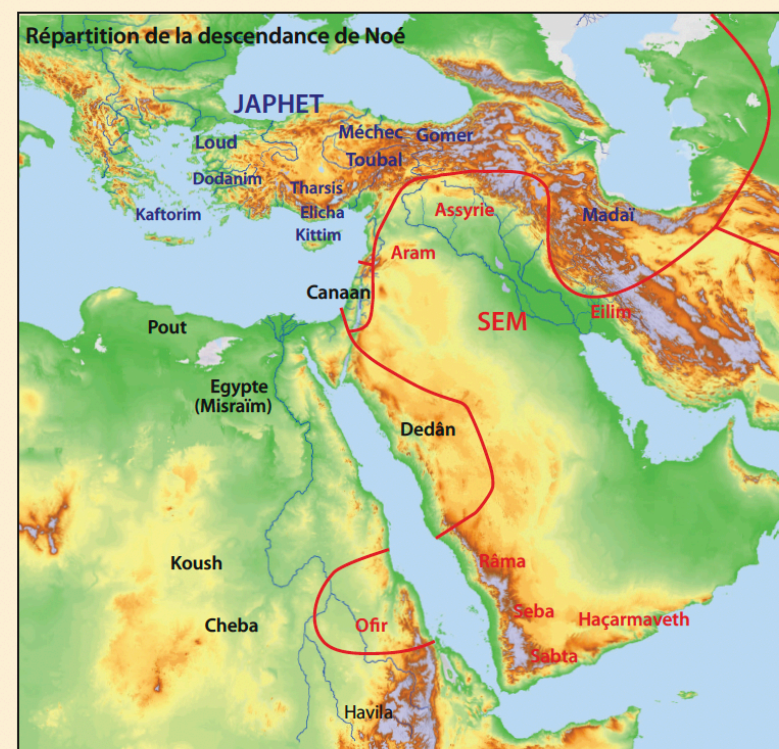 Répartition de la descendance de Noé
JAPHET
Méchec
Gomer
Loud
Toubal
Dodanim
Tharsis
Kaftorim
Elicha
Kittim
Assyrie
Madaï
Aram
Canaan
SEM
Eilim
Pout
Egypte
(Misraïm)
Dedân
Koush
Râma
Cheba
Ofir
Seba
Haçarmaveth
Sabta
Havila